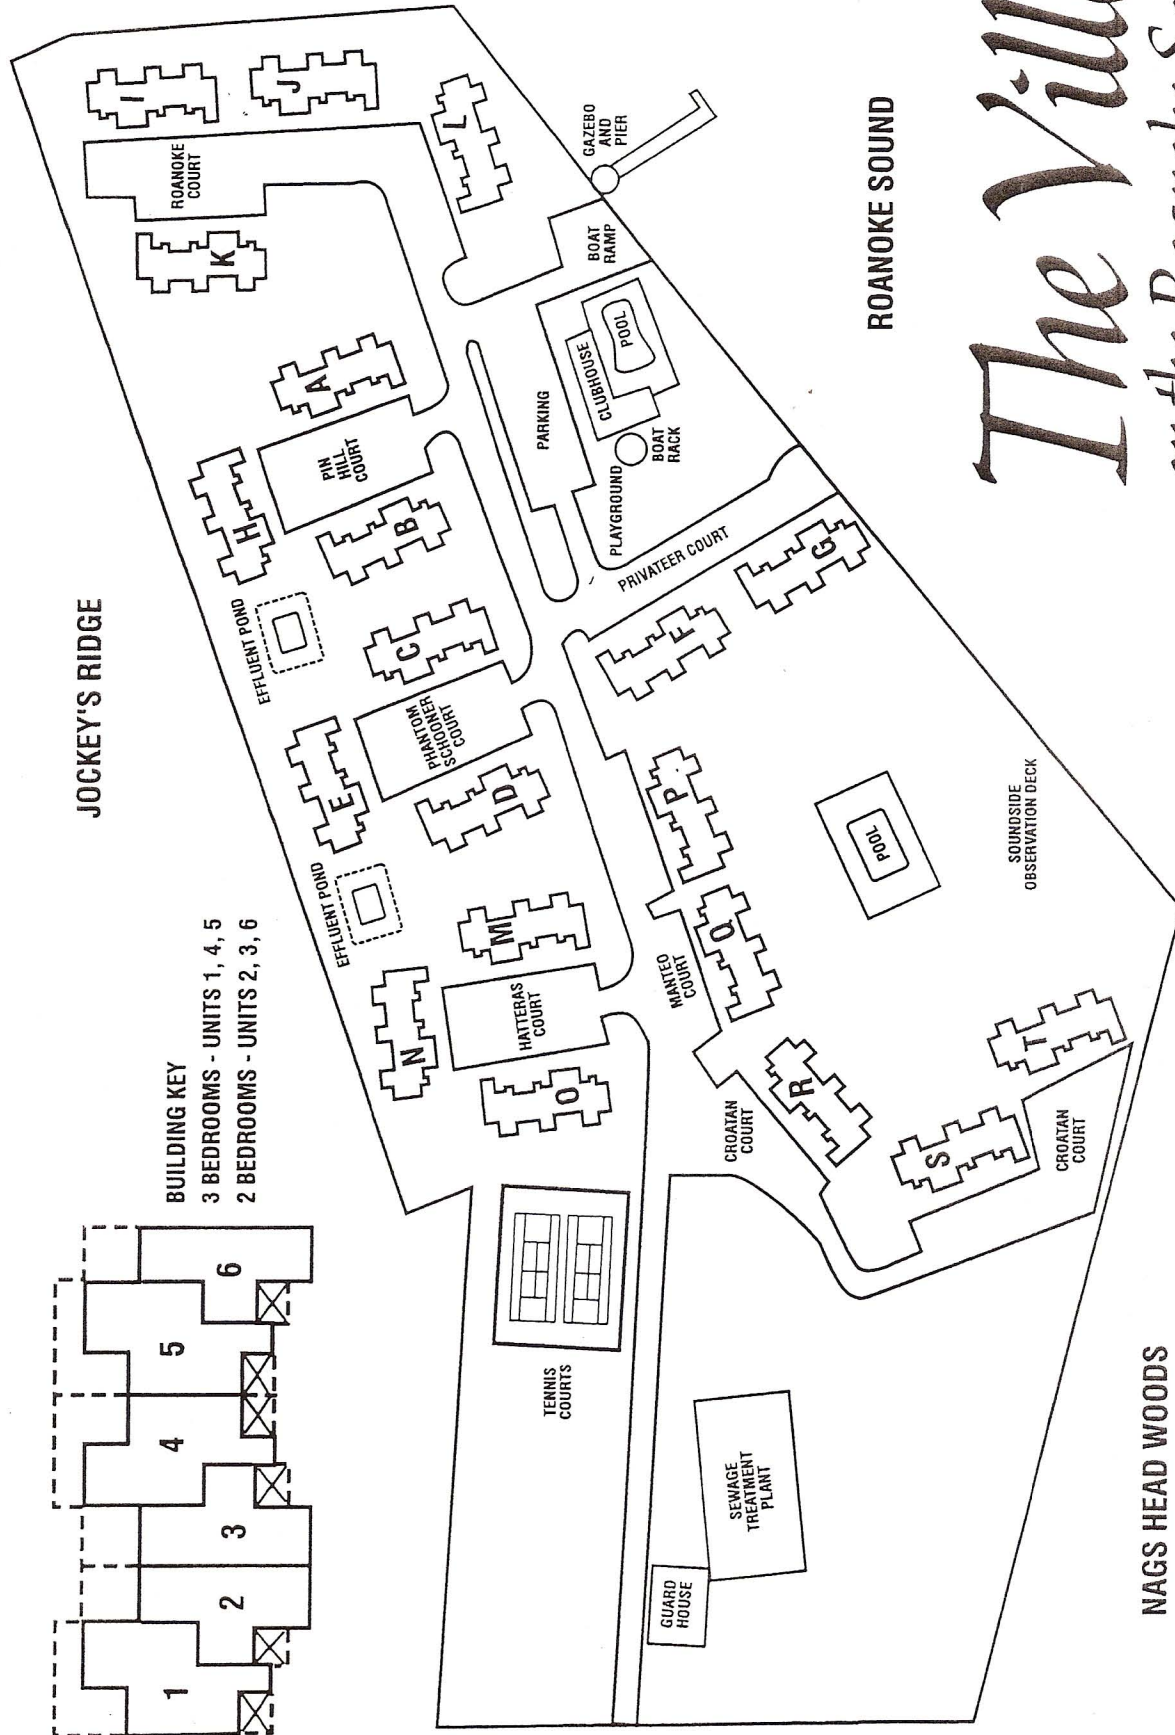 The Vill
on the Roanoke S
JOCKEY'S RIDGE
BUILDING KEY
3 BEDROOMS - UNITS 1, 4, 5
2 BEDROOMS - UNITS 2, 3, 6
1
2
3
4
5
6
I
J
ROANOKE
COURT
K
L
GAZEBO
AND
PIER
BOAT
RAMP
A
PIN
HILL
COURT
H
B
PARKING
CLUBHOUSE
POOL
BOAT
RACK
PLAYGROUND
ROANOKE SOUND
EFFLUENT POND
C
PRIVATEER COURT
G
F
PHANTOM
SCHOONER
COURT
E
D
P
EFFLUENT POND
M
Q
POOL
SOUNDSIDE
OBSERVATION DECK
N
HATTERAS
COURT
MANTEO
COURT
O
R
T
CROATAN
COURT
S
CROATAN
COURT
TENNIS
COURTS
SEWAGE
TREATMENT
PLANT
GUARD
HOUSE
NAGS HEAD WOODS